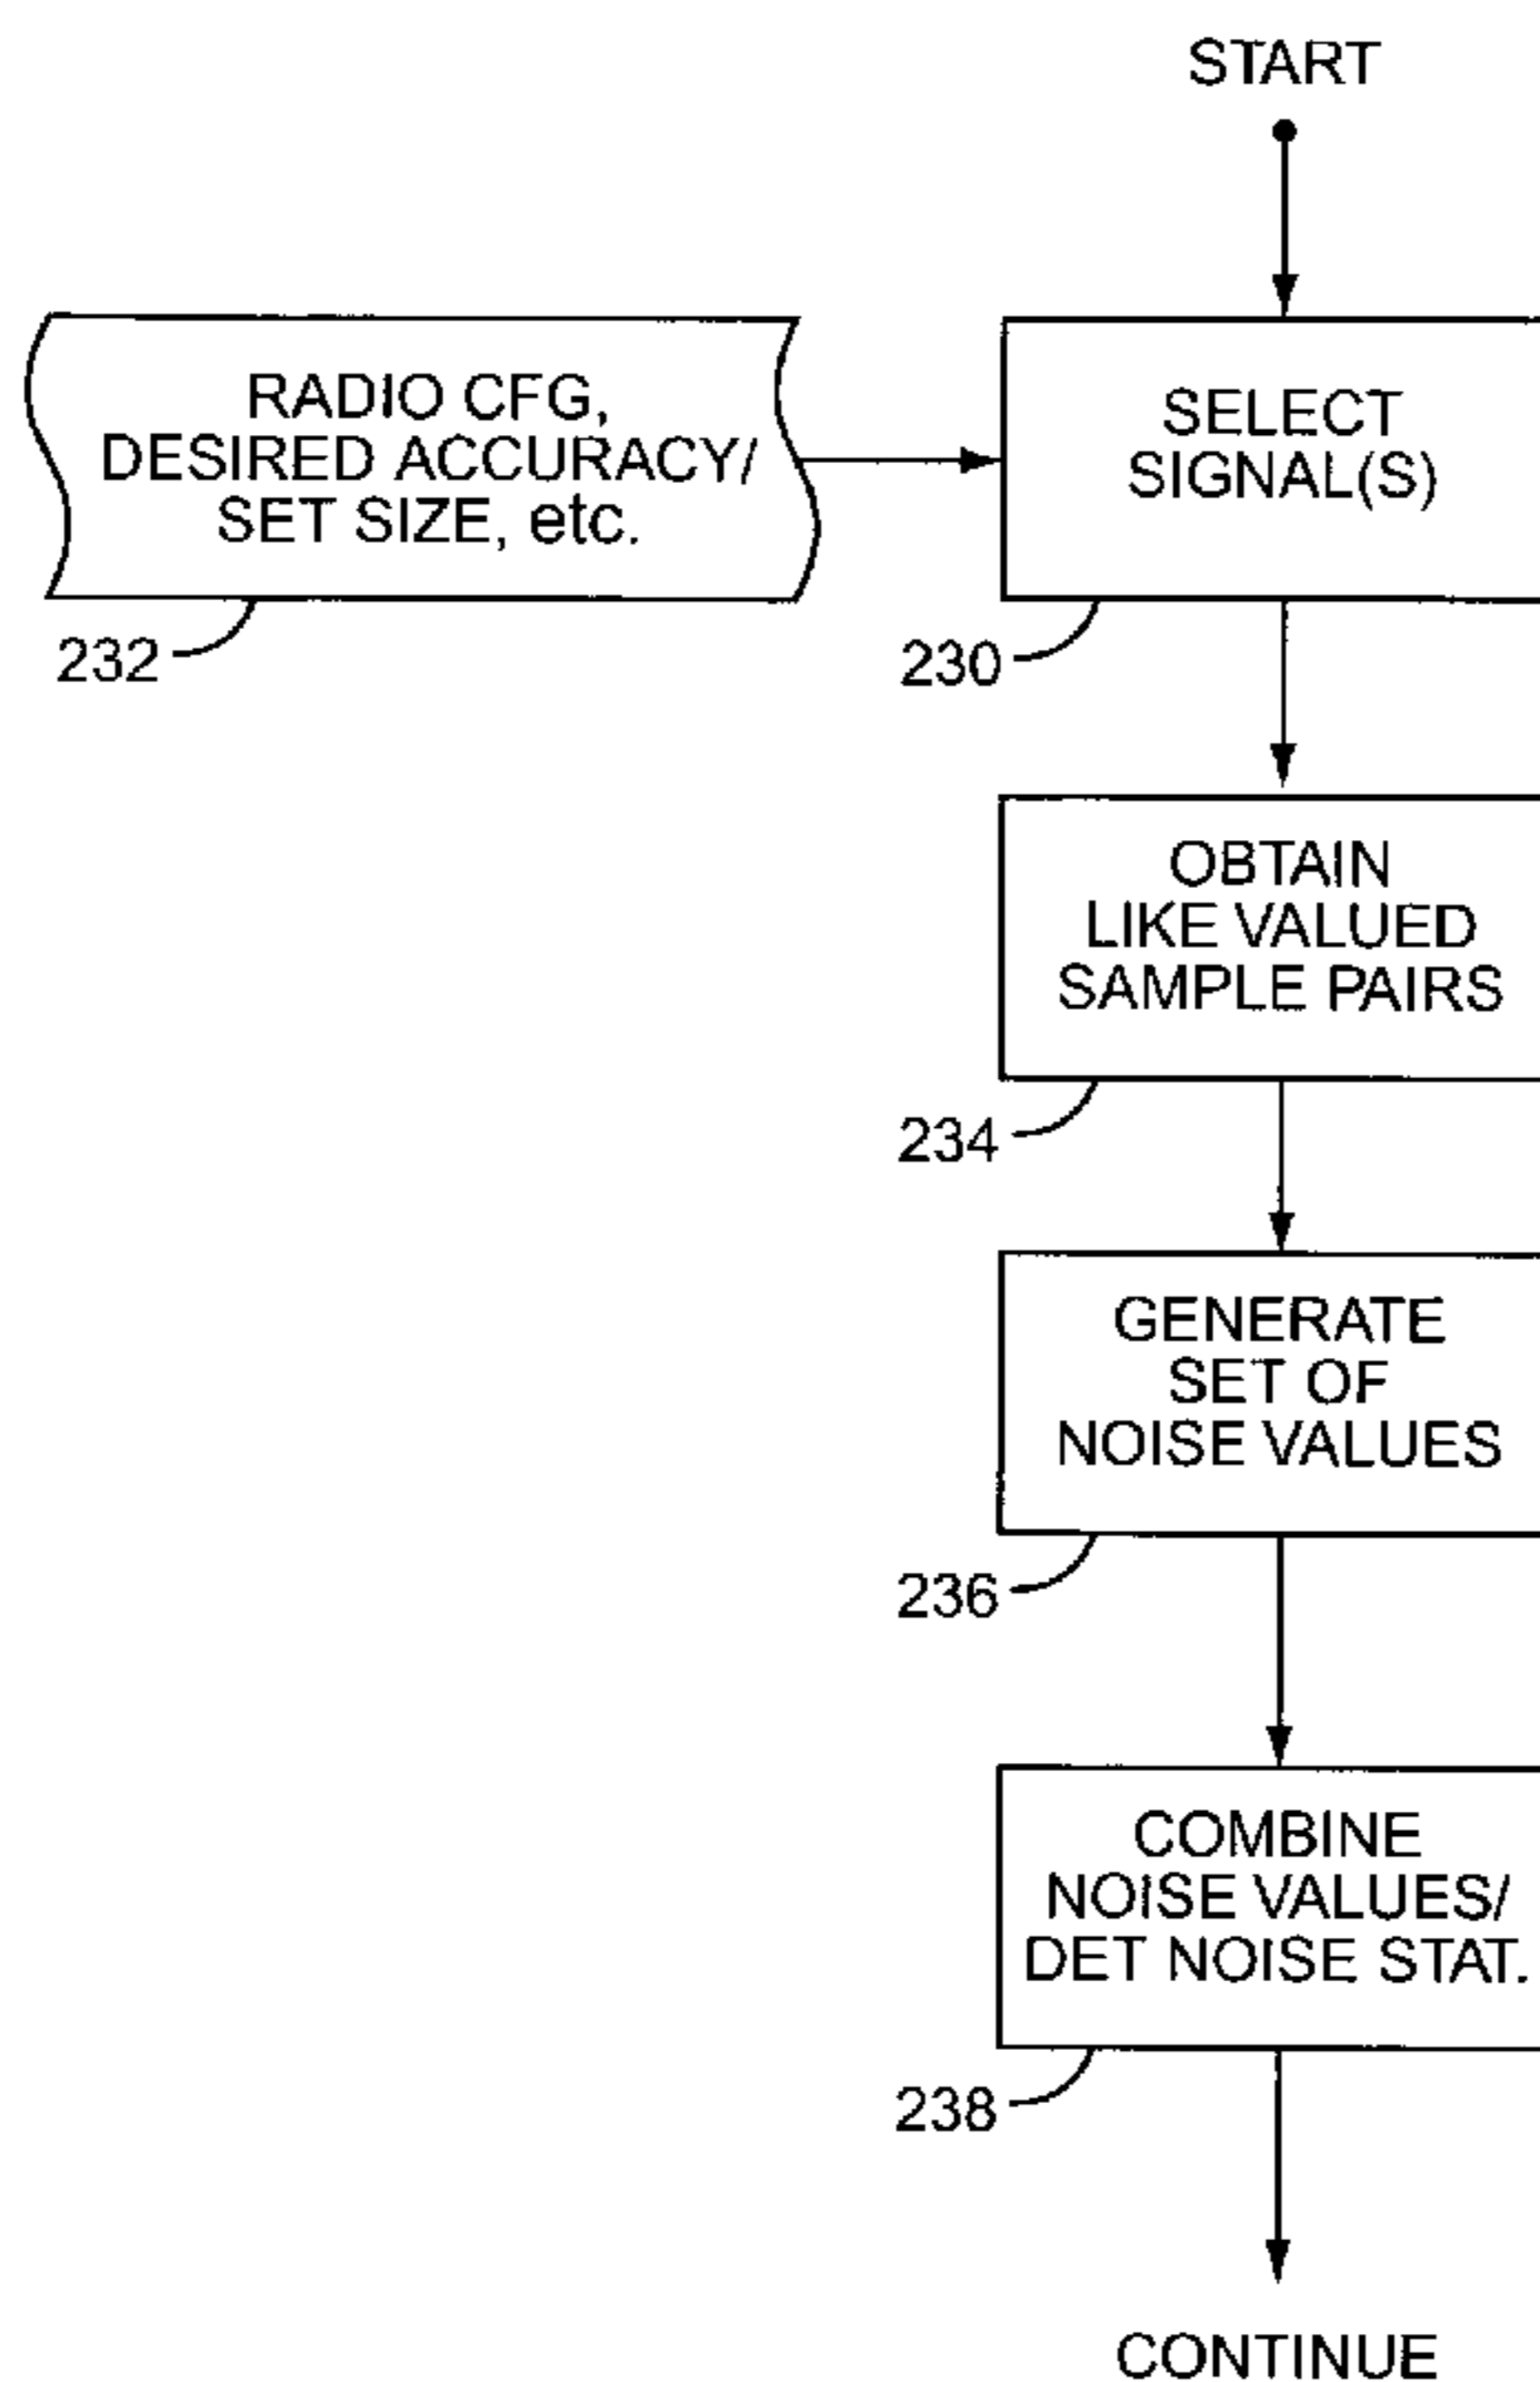 START
RADIO CFG,
DESIRED ACCURACY/
SET SIZE, etc.
232
SELECT
SIGNAL(S)
230
OBTAIN
LIKE VALUED
SAMPLE PAIRS
234
GENERATE
SET OF
NOISE VALUES
236
COMBINE
NOISE VALUES/
DET NOISE STAT.
238
CONTINUE